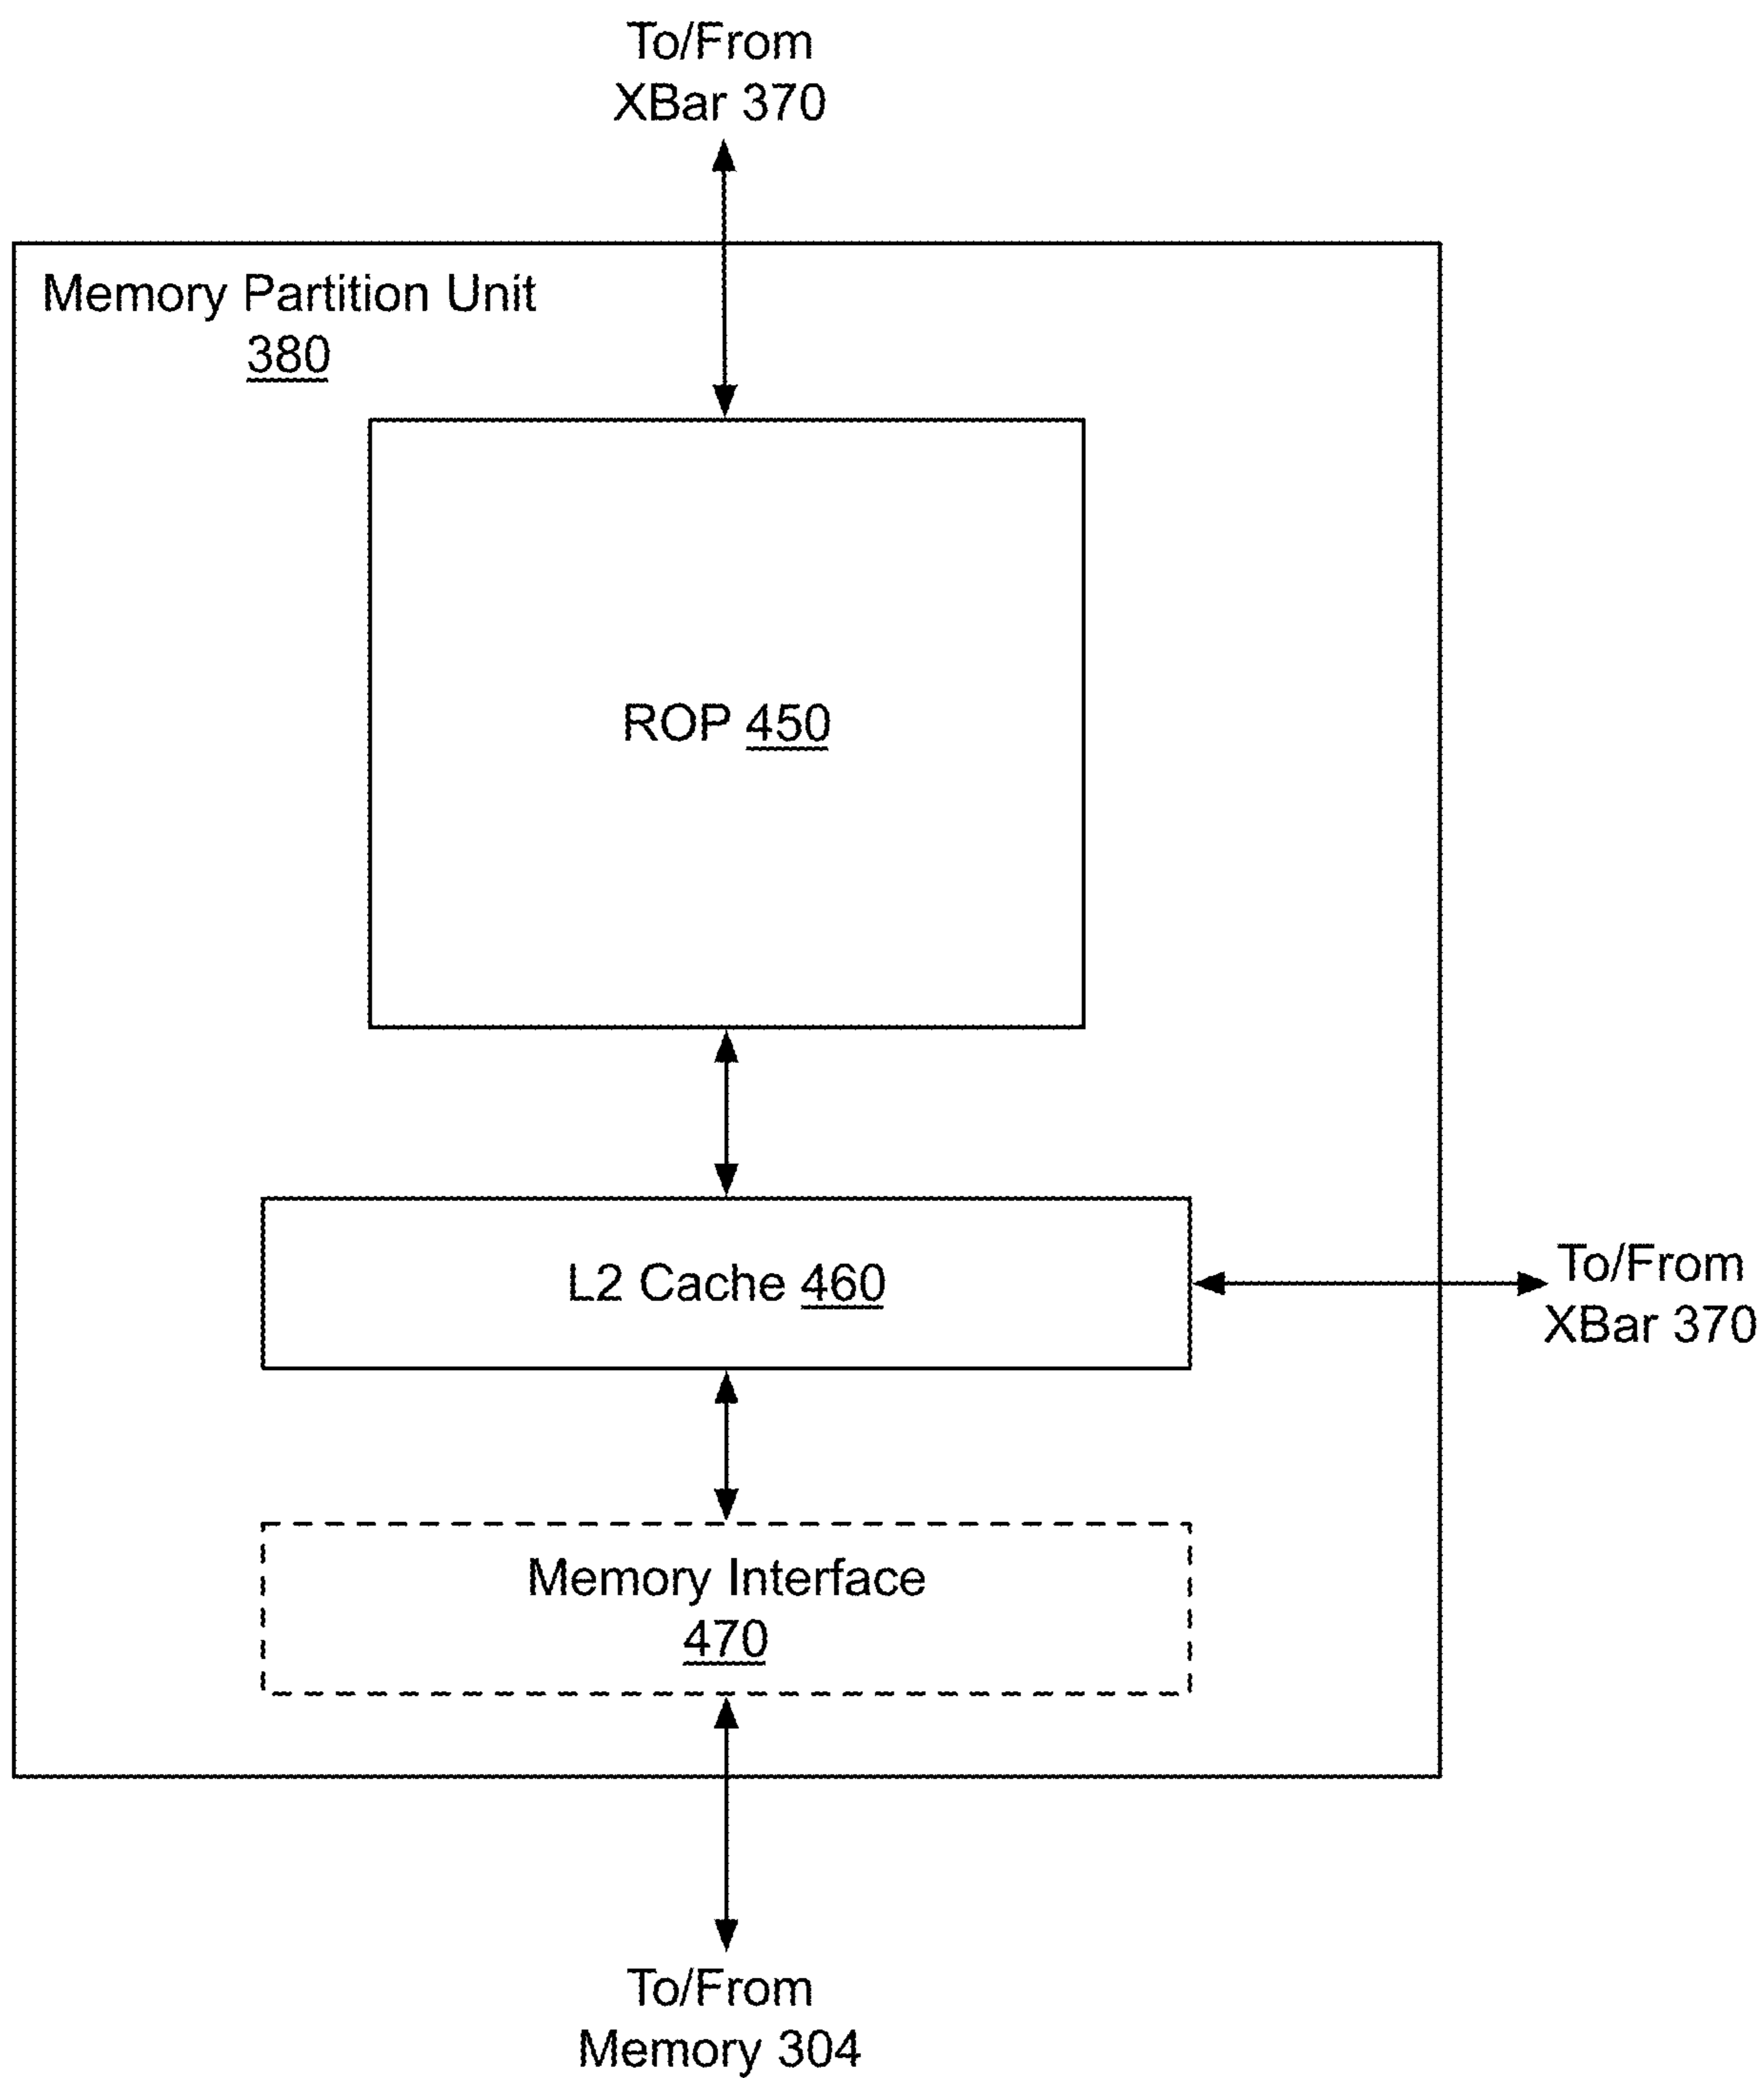 To/From
XBar 370
Memory Partition Unit
380
ROP 450
L2 Cache 460
To/From
XBar 370
Memory Interface
470
To/From
Memory 304